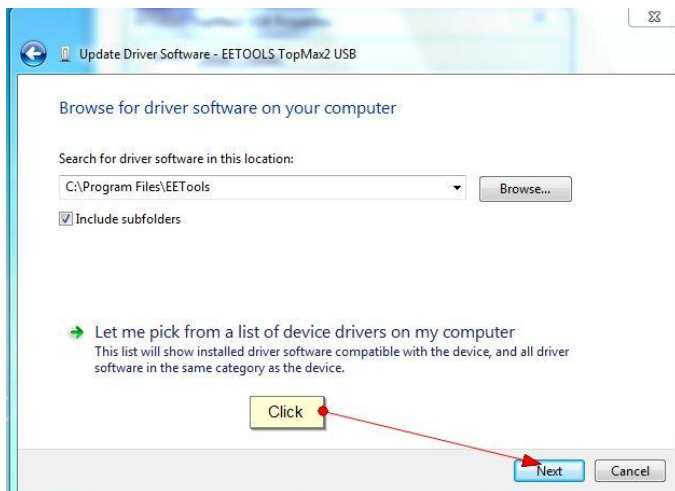 Update Driver Software - EETOOLS TopMax2 USB
Browse for driver software on your computer
Search for driver software in this location:
C:\Program Files\EETools
Browse...
Include subfolders
Let me pick from a list of device drivers on my computer
This list will show installed driver software compatible with the device, and all driver
software in the same category as the device.
Click
Next
Cancel